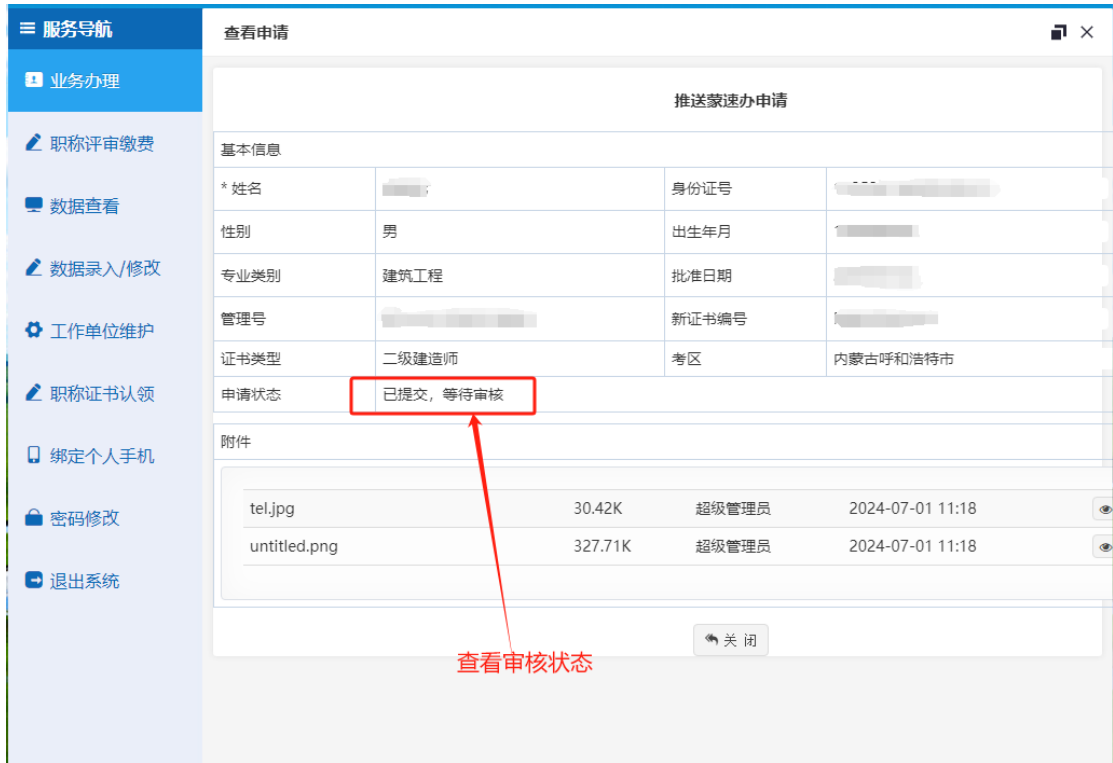 服务导航
业务办理
职称评审缴费
数据查看
数据录入/修改
工作单位维护
职称证书认领
绑定个人手机
密码修改
退出系统
查看申请
推送蒙速办申请
基本信息
* 姓名 身份证号
性别 男 出生年月
专业类别 建筑工程 批准日期
管理号 新证书编号
证书类型 二级建造师 考区 内蒙古呼和浩特市
申请状态 已提交，等待审核
附件
tel.jpg 30.42K 超级管理员 2024-07-01 11:18
untitled.png 327.71K 超级管理员 2024-07-01 11:18
关 闭
查看审核状态